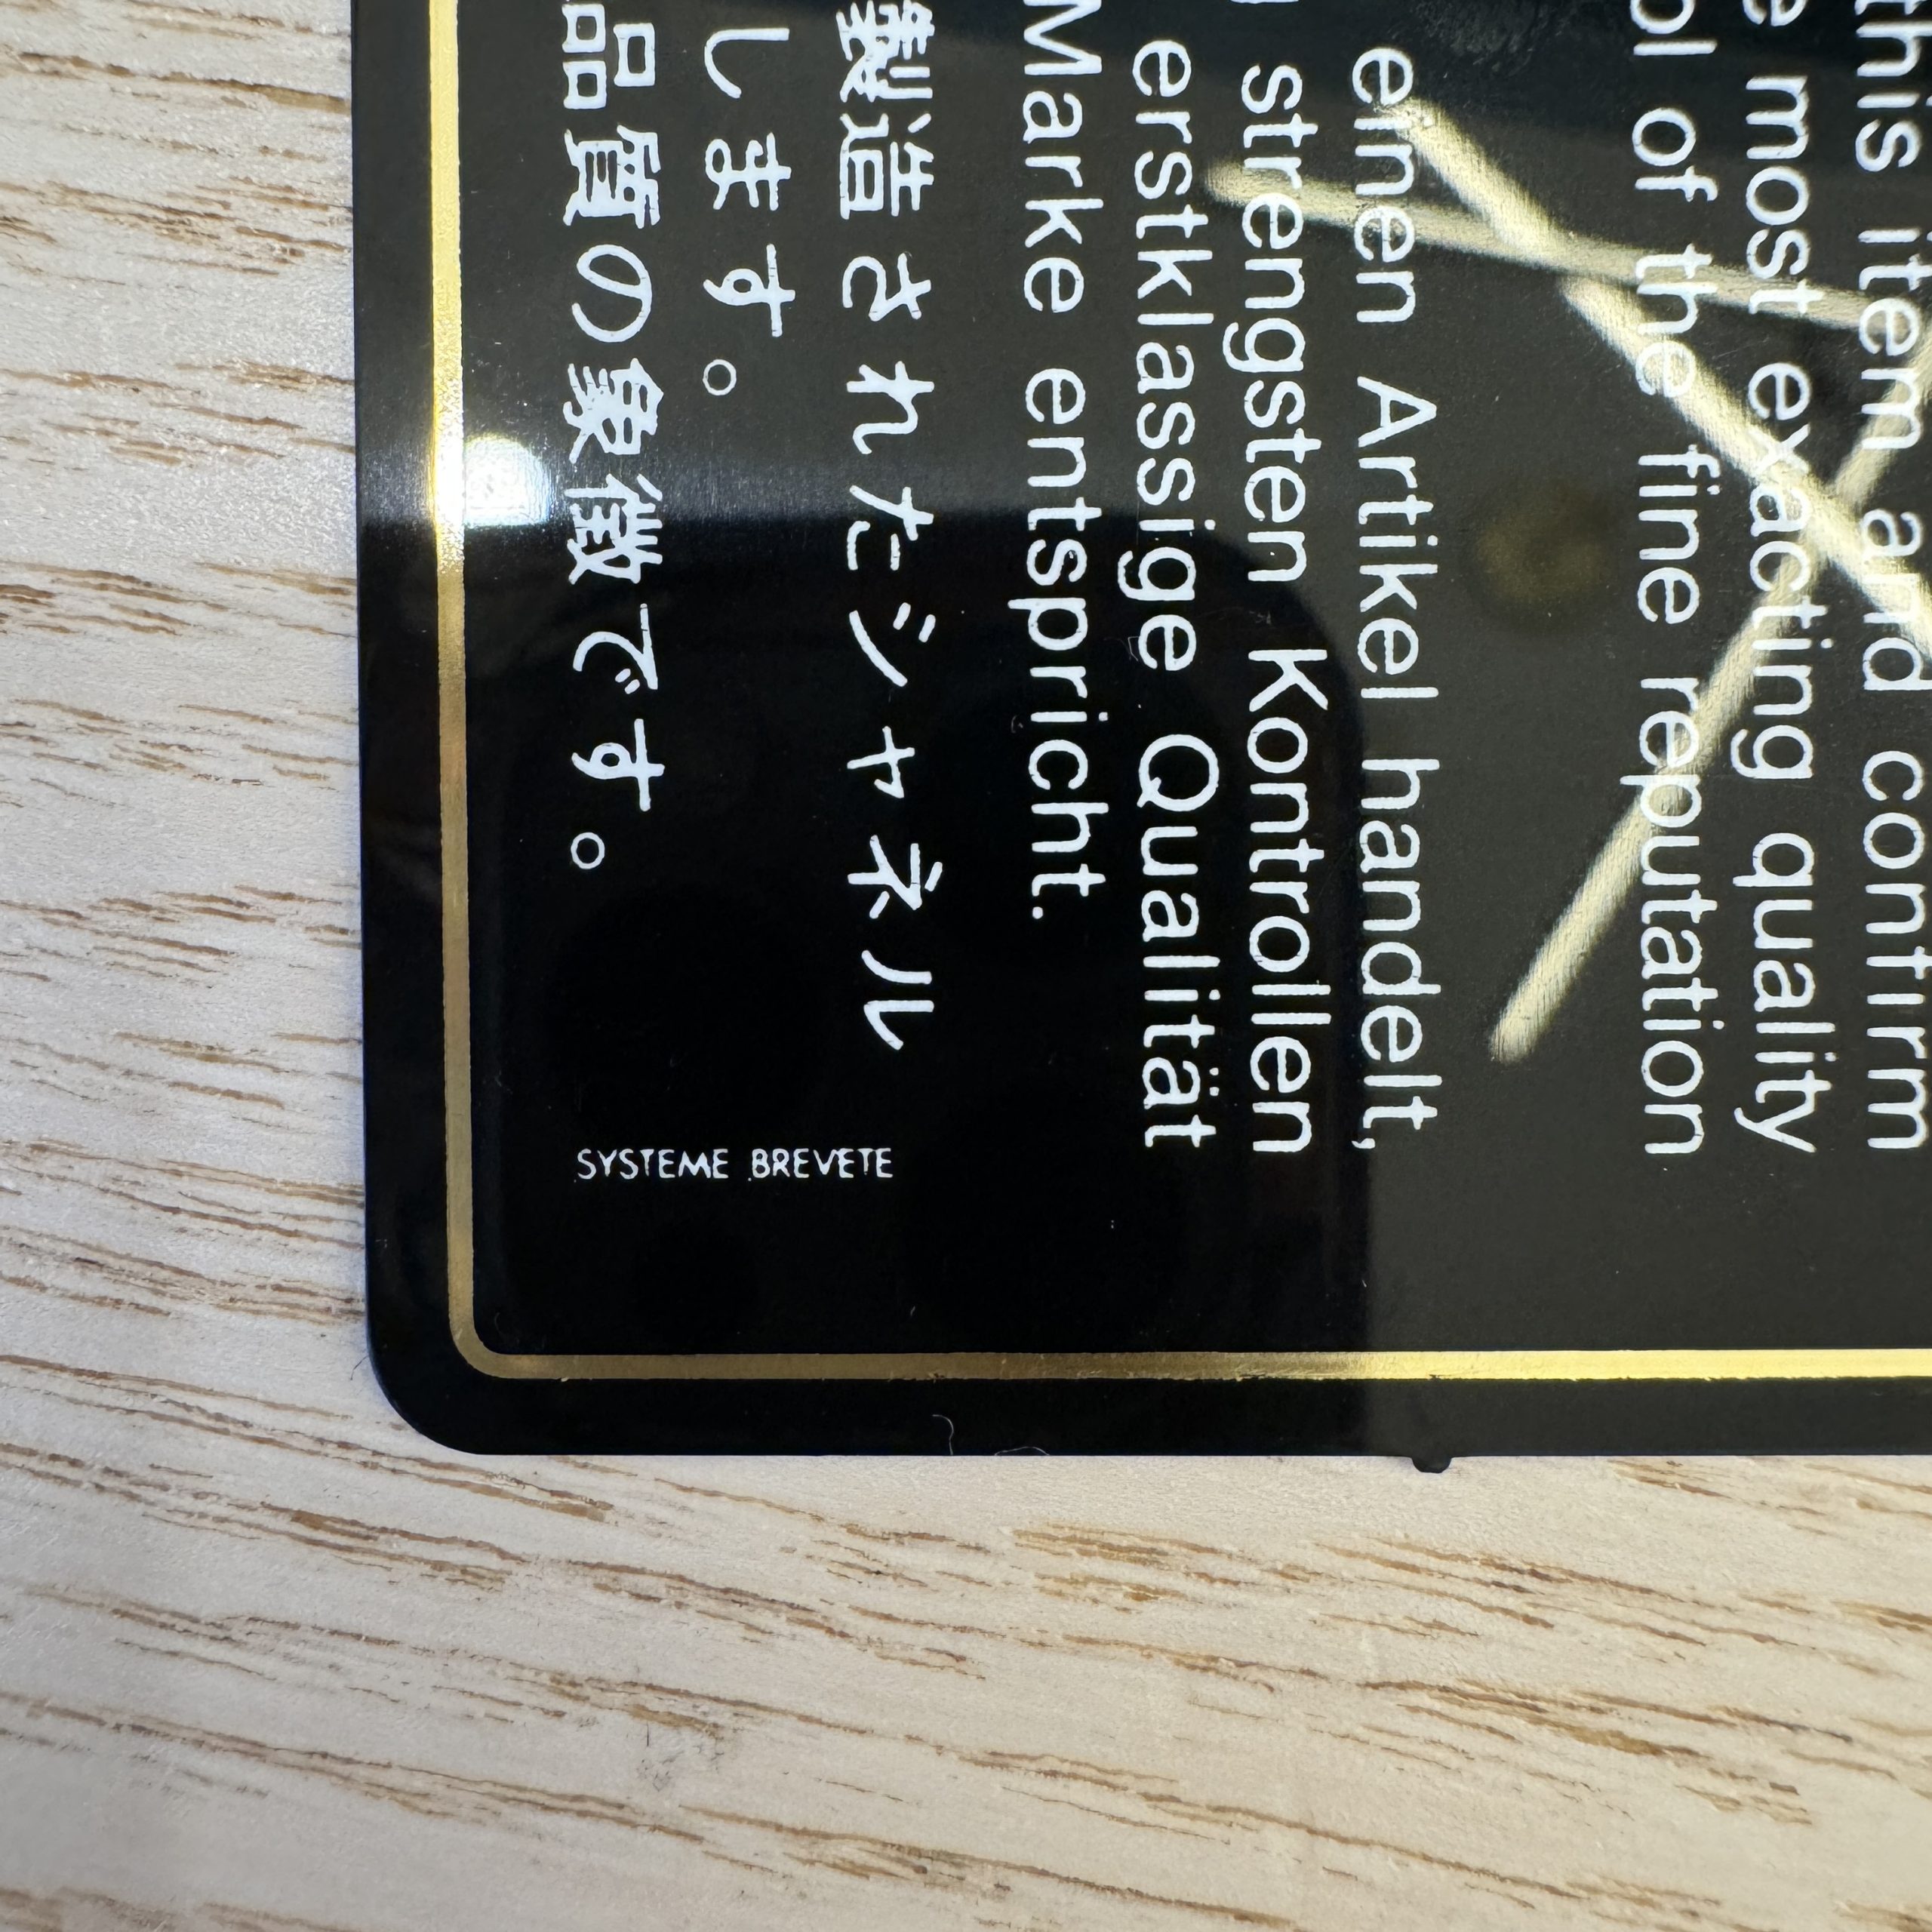 this item and confirm
most exacting quality
of the fine reputation
einen Artikel handelt,
strengsten Kontrollen
erstklassige Qualität
Marke entspricht.
製造されたシャネル
します。
品質の象徴です。
SYSTEME BREVETE